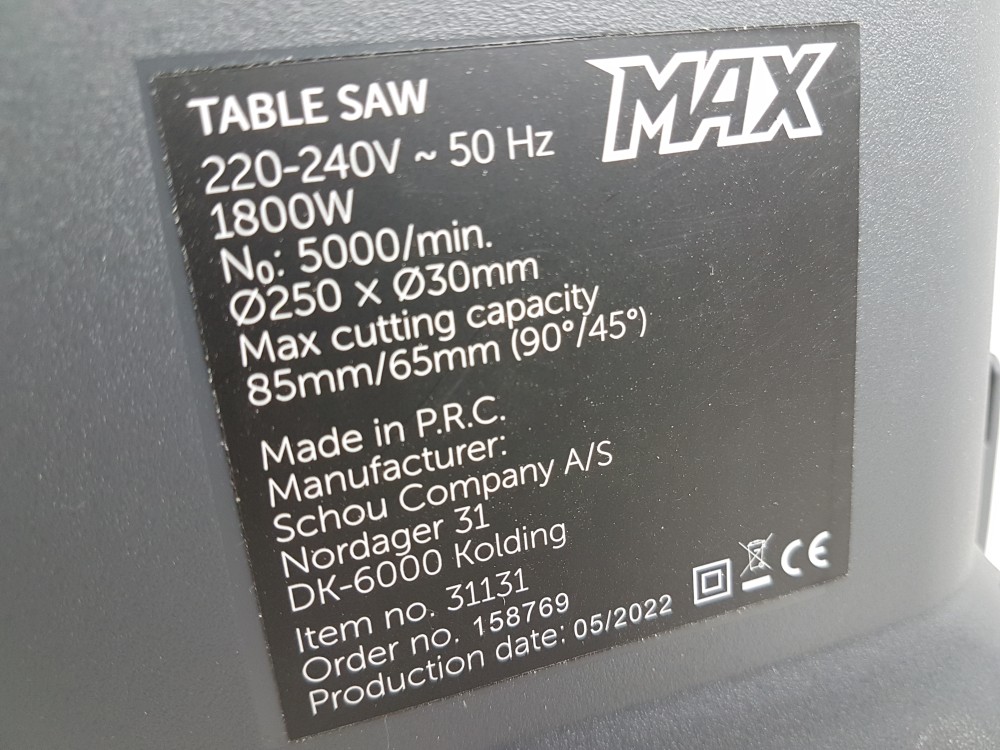 TABLE SAW
MAX
220-240V ~ 50 Hz
1800W
N₀: 5000/min.
Ø250 x Ø30mm
Max cutting capacity
85mm/65mm (90°/45°)
Made in P.R.C.
Manufacturer:
Schou Company A/S
Nordager 31
DK-6000 Kolding
Item no. 31131
Order no. 158769
Production date: 05/2022
CE